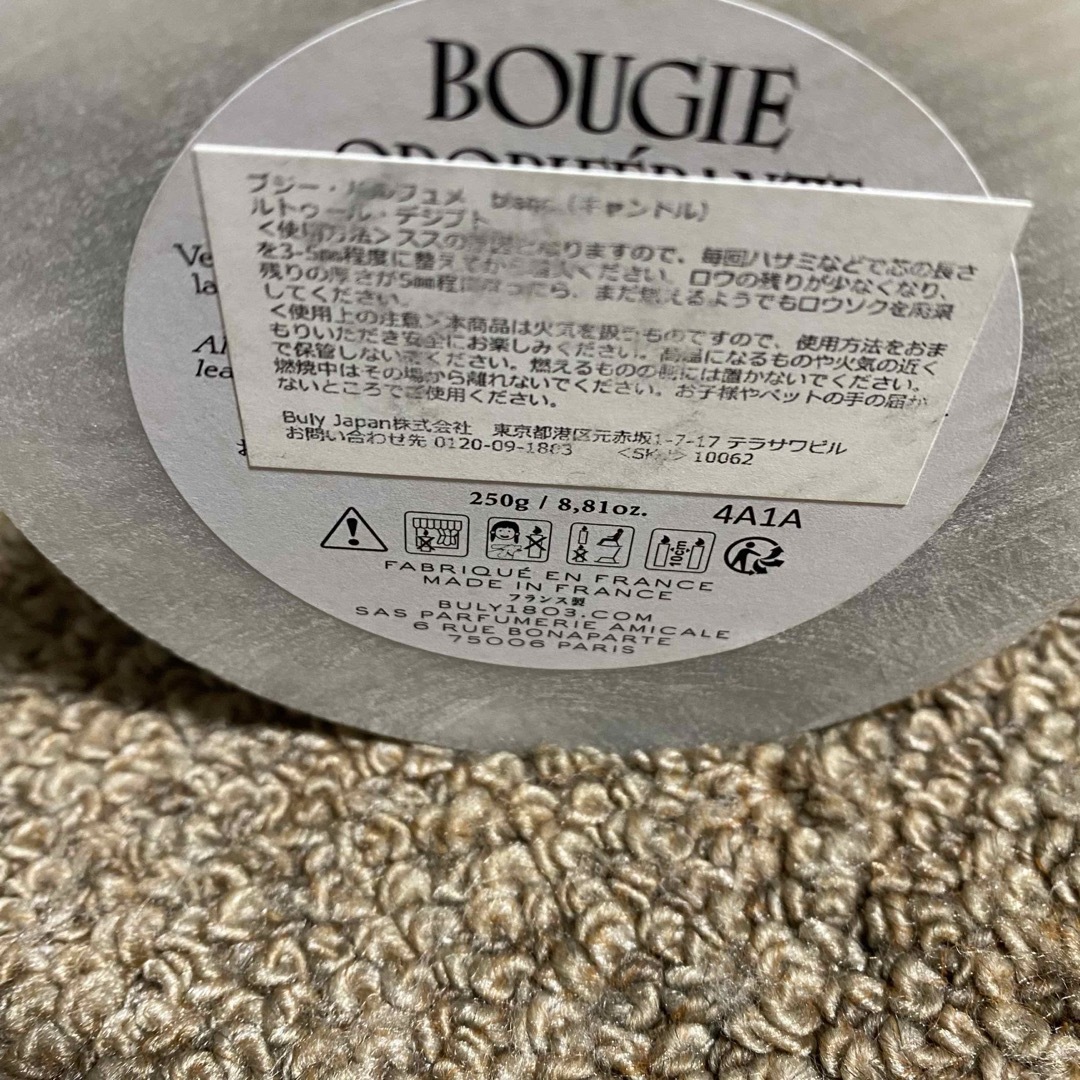 BOUGIE
ブジー・パルフュメ blanc (キャンドル)
ルトゥール・デジプト
<使用方法>ススの となりますので、毎回ハサミなどで芯の長さ
を3-5㎜程度に整えてから ください。ロウの残りが少なくなり、
残りの厚さが5㎜程になったら、まだ燃えるようでもロウソクを
してください。
<使用上の注意>本商品は火気を扱うものですので、使用方法をおま
もりいただき安全にお楽しみください。高温になるものや火気の近く
で保管しないでください。燃えるものの には置かないでください。
燃焼中はその場から離れないでください。お子様やペットの手の届か
ないところでご使用ください。
Buly Japan株式会社 東京都港区元赤坂1-7-17 テラサワビル
お問い合わせ先 0120-09-1803 <SKU> 10062
Ve
la
Al
lea
お
250g / 8,81oz. 4A1A
10cm
FABRIQUÉ EN FRANCE
MADE IN FRANCE
フランス製
BULY1803.COM
SAS PARFUMERIE AMICALE
6 RUE BONAPARTE
75006 PARIS